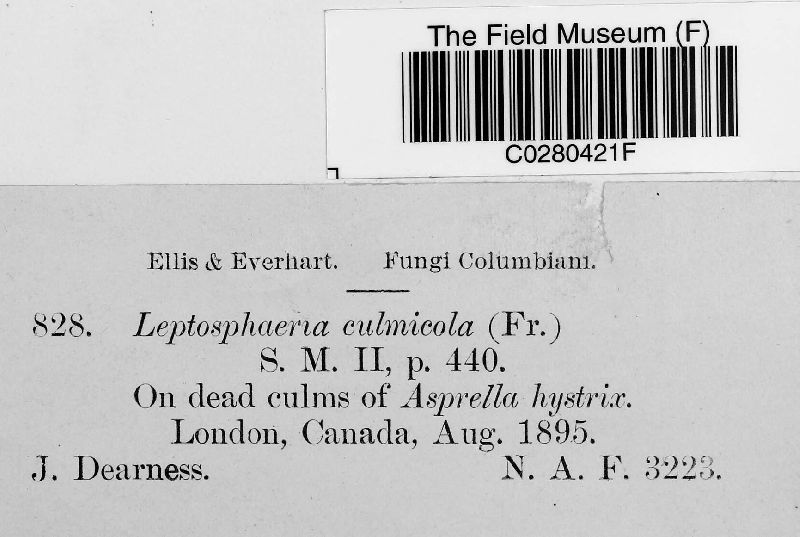 The Field Museum (F)
C0280421F
Ellis & Everhart. Fungi Columbiani.
828. Leptosphaeria culmicola (Fr.)
S. M. II, p. 440.
On dead culms of Asprella hystrix.
London, Canada, Aug. 1895.
J. Dearness. N. A. F. 3223.